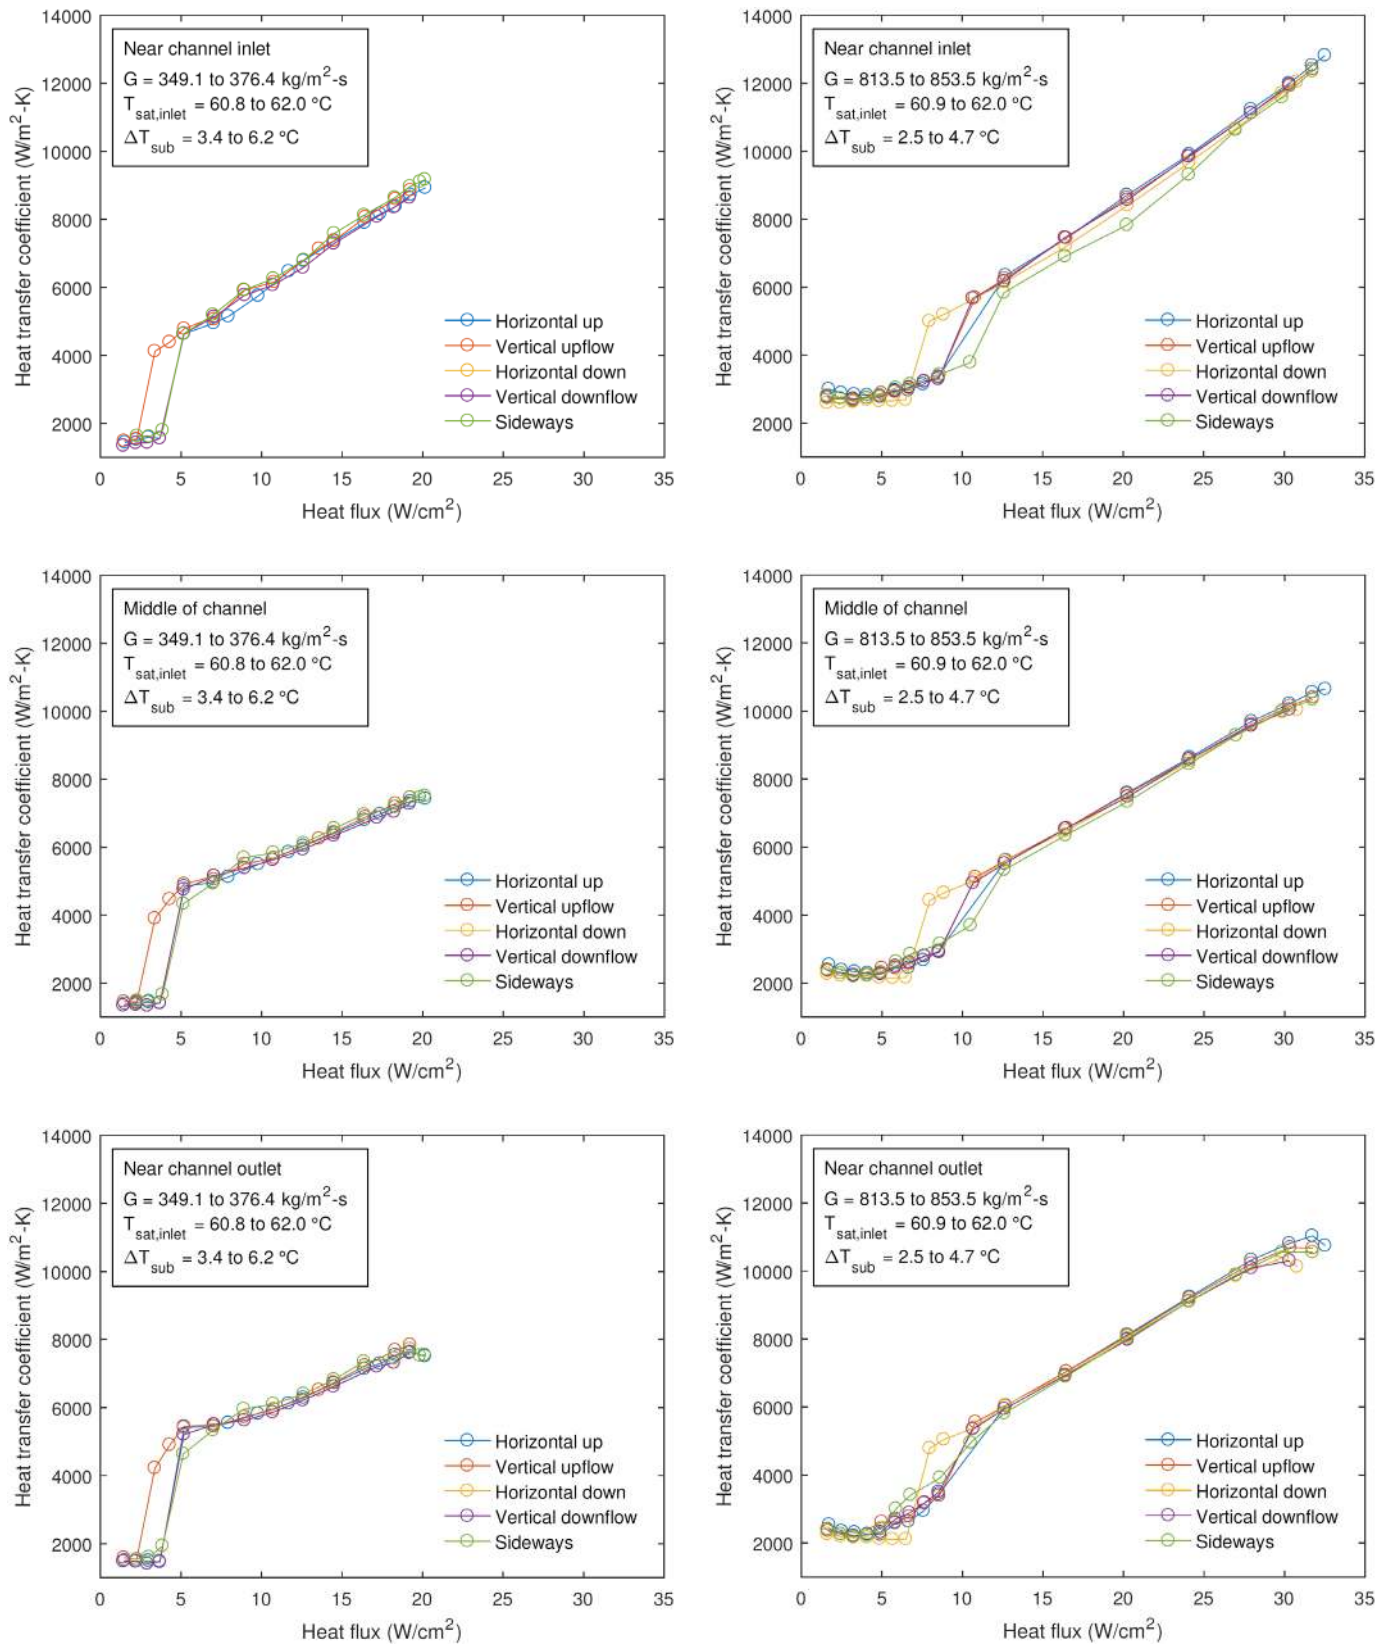 Near channel inlet
G = 349.1 to 376.4 kg/m²-s
T_sat,inlet = 60.8 to 62.0 °C
ΔT_sub = 3.4 to 6.2 °C
Heat transfer coefficient (W/m²-K)
14000
12000
10000
8000
6000
4000
2000
Horizontal up
Vertical upflow
Horizontal down
Vertical downflow
Sideways
0 5 10 15 20 25 30 35
Heat flux (W/cm²)
Near channel inlet
G = 813.5 to 853.5 kg/m²-s
T_sat,inlet = 60.9 to 62.0 °C
ΔT_sub = 2.5 to 4.7 °C
Heat transfer coefficient (W/m²-K)
14000
12000
10000
8000
6000
4000
2000
Horizontal up
Vertical upflow
Horizontal down
Vertical downflow
Sideways
0 5 10 15 20 25 30 35
Heat flux (W/cm²)
Middle of channel
G = 349.1 to 376.4 kg/m²-s
T_sat,inlet = 60.8 to 62.0 °C
ΔT_sub = 3.4 to 6.2 °C
Heat transfer coefficient (W/m²-K)
14000
12000
10000
8000
6000
4000
2000
Horizontal up
Vertical upflow
Horizontal down
Vertical downflow
Sideways
0 5 10 15 20 25 30 35
Heat flux (W/cm²)
Middle of channel
G = 813.5 to 853.5 kg/m²-s
T_sat,inlet = 60.9 to 62.0 °C
ΔT_sub = 2.5 to 4.7 °C
Heat transfer coefficient (W/m²-K)
14000
12000
10000
8000
6000
4000
2000
Horizontal up
Vertical upflow
Horizontal down
Vertical downflow
Sideways
0 5 10 15 20 25 30 35
Heat flux (W/cm²)
Near channel outlet
G = 349.1 to 376.4 kg/m²-s
T_sat,inlet = 60.8 to 62.0 °C
ΔT_sub = 3.4 to 6.2 °C
Heat transfer coefficient (W/m²-K)
14000
12000
10000
8000
6000
4000
2000
Horizontal up
Vertical upflow
Horizontal down
Vertical downflow
Sideways
0 5 10 15 20 25 30 35
Heat flux (W/cm²)
Near channel outlet
G = 813.5 to 853.5 kg/m²-s
T_sat,inlet = 60.9 to 62.0 °C
ΔT_sub = 2.5 to 4.7 °C
Heat transfer coefficient (W/m²-K)
14000
12000
10000
8000
6000
4000
2000
Horizontal up
Vertical upflow
Horizontal down
Vertical downflow
Sideways
0 5 10 15 20 25 30 35
Heat flux (W/cm²)